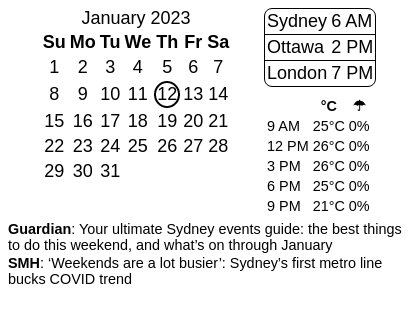 January 2023
Su Mo Tu We Th Fr Sa
1 2 3 4 5 6 7
8 9 10 11 12 13 14
15 16 17 18 19 20 21
22 23 24 25 26 27 28
29 30 31
Sydney 6 AM
Ottawa 2 PM
London 7 PM
°C ☂
9 AM 25°C 0%
12 PM 26°C 0%
3 PM 26°C 0%
6 PM 25°C 0%
9 PM 21°C 0%
Guardian: Your ultimate Sydney events guide: the best things
to do this weekend, and what’s on through January
SMH: ‘Weekends are a lot busier’: Sydney’s first metro line
bucks COVID trend